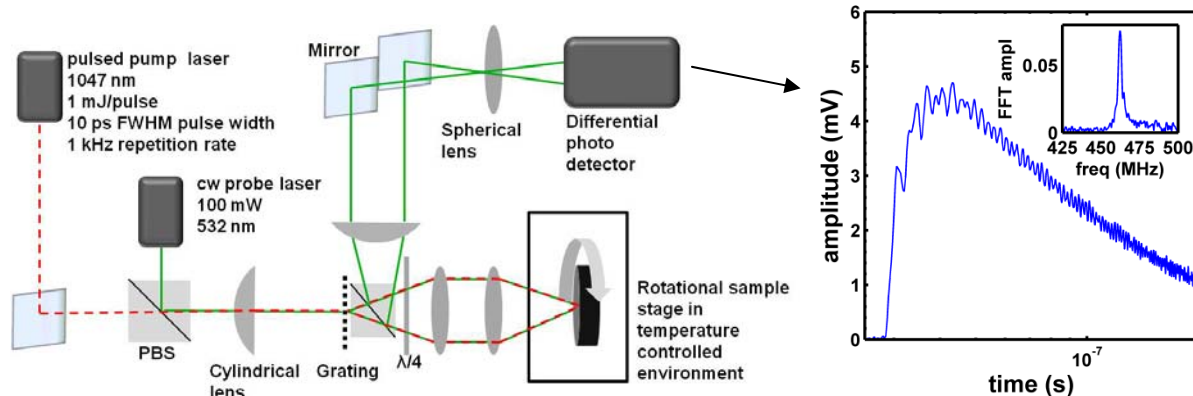 pulsed pump laser
1047 nm
1 mJ/pulse
10 ps FWHM pulse width
1 kHz repetition rate
cw probe laser
100 mW
532 nm
PBS
Cylindrical
lens
Mirror
Spherical
lens
Differential
photo
detector
Grating
λ/4
Rotational sample
stage in
temperature
controlled
environment
amplitude (mV)
6
5
4
3
2
1
0
10⁻⁷
time (s)
FFT ampl
0.05
0
425 450 475 500
freq (MHz)